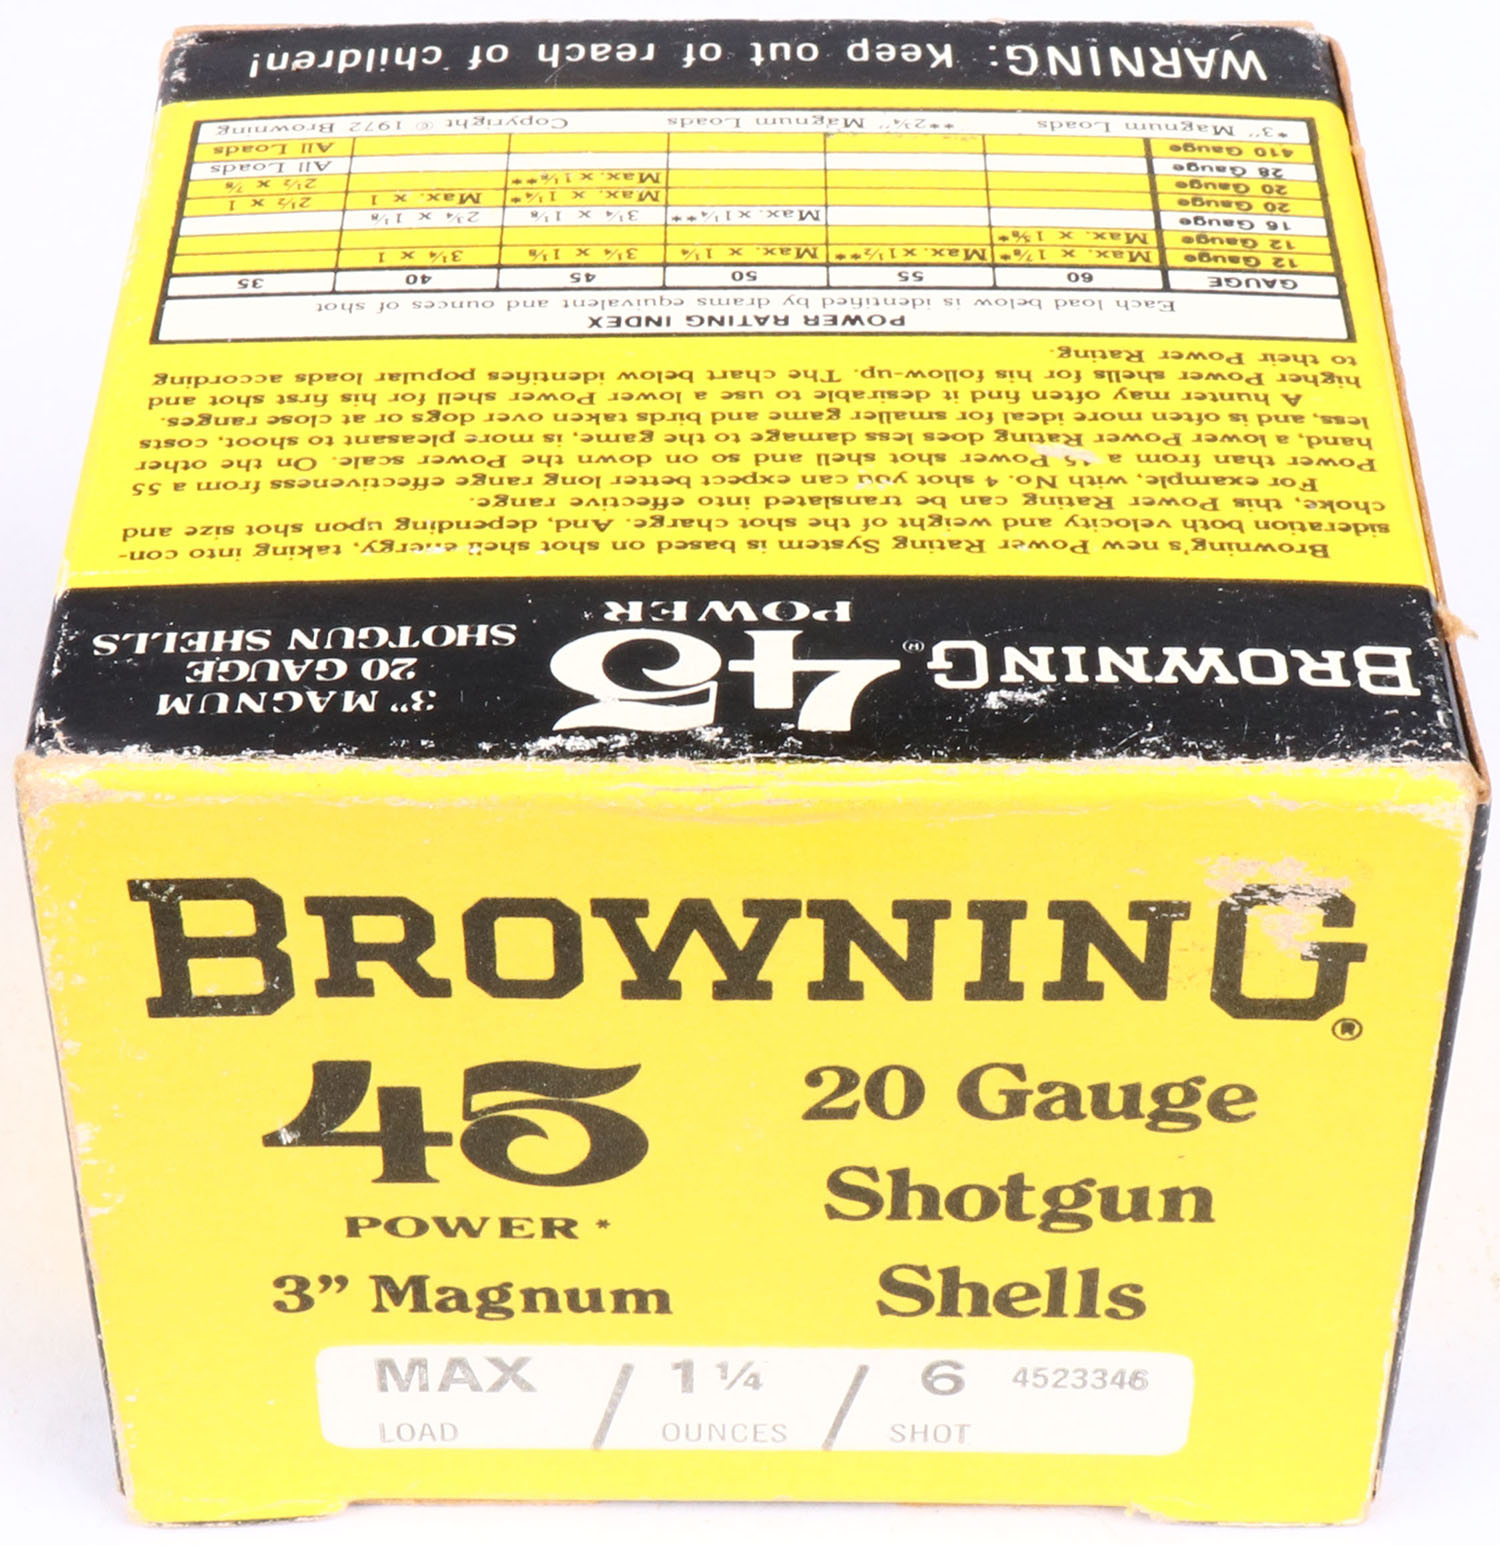 BROWNING®
45
POWER
3” MAGNUM
20 GAUGE
SHOTGUN SHELLS
Browning's new Power Rating System is based on shot shell energy, taking into con-
sideration both velocity and weight of the shot charge. And, depending upon shot size and
choke, this Power Rating can be translated into effective range.
For example, with No. 4 shot you can expect better long range effectiveness from a 55
Power than from a 45 Power shot shell and so on down the Power scale. On the other
hand, a lower Power Rating does less damage to the game, is more pleasant to shoot, costs
less, and is often more ideal for smaller game and birds taken over dogs or at close ranges.
A hunter may often find it desirable to use a lower Power shell for his first shot and
higher Power shells for his follow-up. The chart below identifies popular loads according
to their Power Rating.
POWER RATING INDEX
Each load below is identified by drams equivalent and ounces of shot
GAUGE 60 55 50 45 40 35
12 Gauge Max. x 1⅞* Max. x1½** Max. x 1¼ 3¼ x 1⅛ 3¼ x 1
12 Gauge Max. x 1⅝*
16 Gauge Max. x1¼** 3¼ x 1⅛ 2¾ x 1⅛
20 Gauge Max. x 1¼* Max. x 1 2½ x 1
20 Gauge Max. x 1⅛** 2½ x ⅞
28 Gauge All Loads
410 Gauge All Loads
*3” Magnum Loads **2¾” Magnum Loads Copyright © 1972 Browning
WARNING: Keep out of reach of children!
BROWNING®
45
POWER*
3” Magnum
20 Gauge
Shotgun
Shells
MAX / 1 ¼ / 6 4523346
LOAD OUNCES SHOT